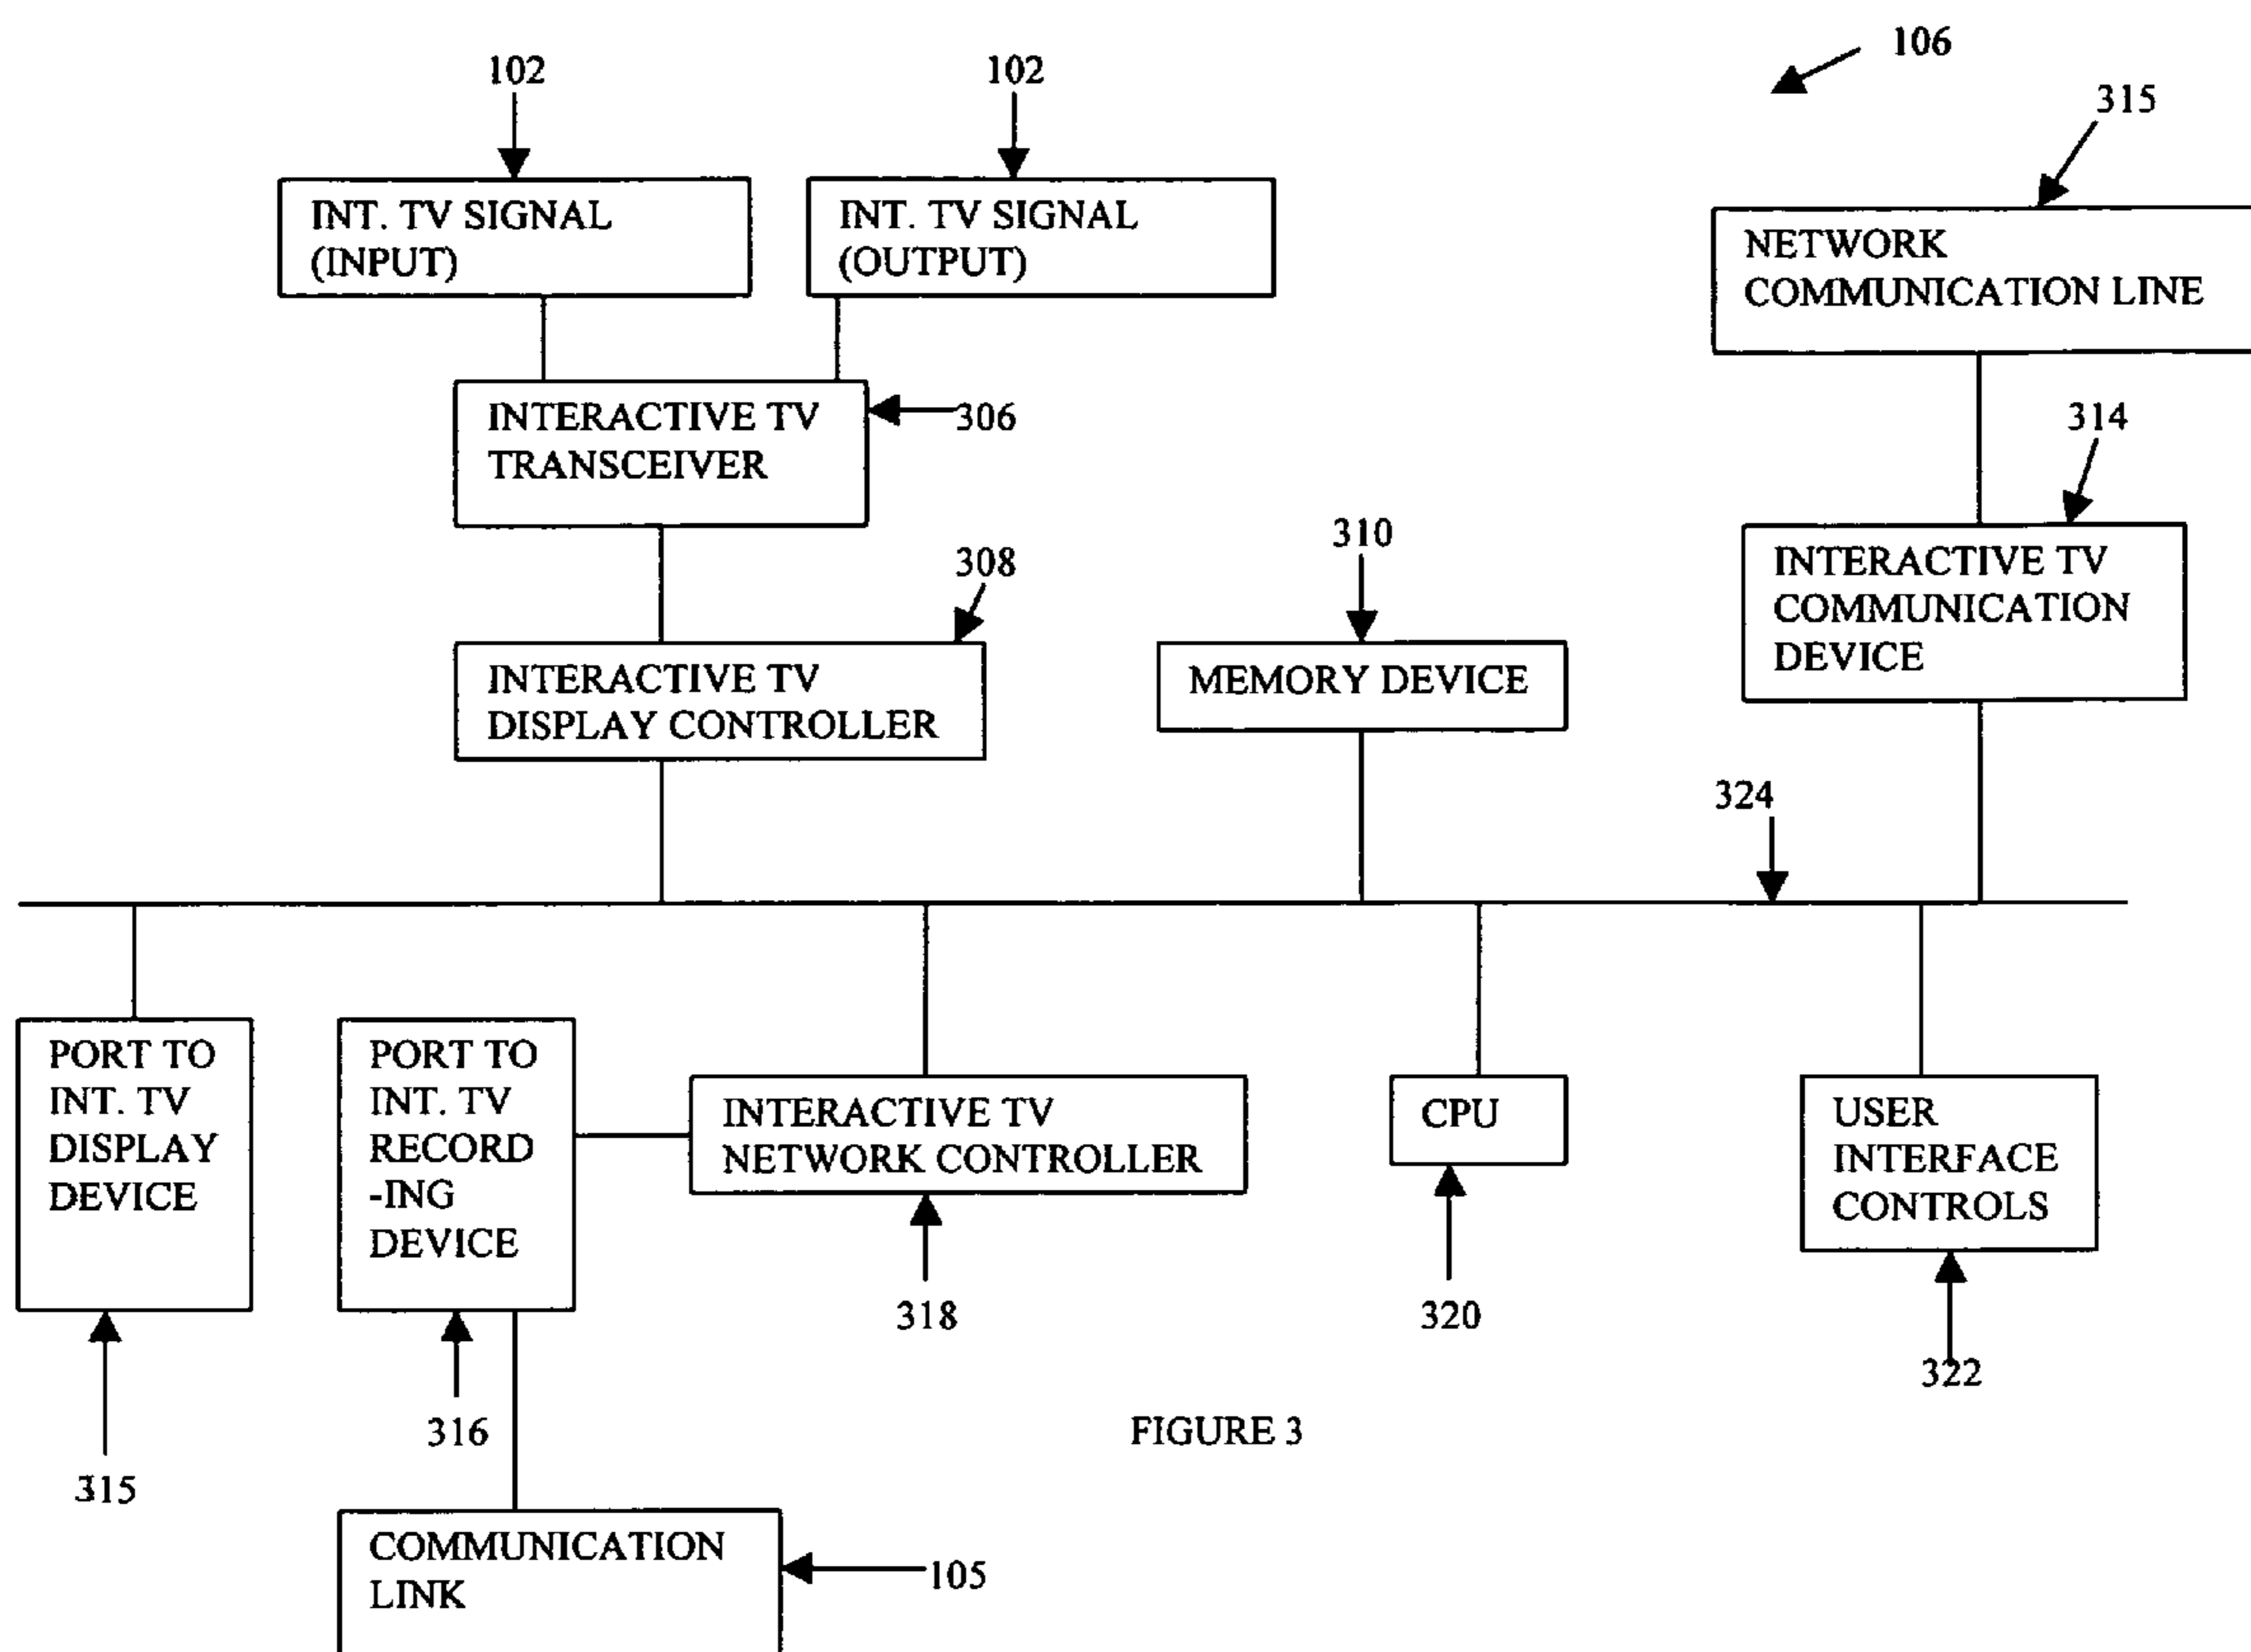 106
102
102
315
INT. TV SIGNAL
(INPUT)
INT. TV SIGNAL
(OUTPUT)
NETWORK
COMMUNICATION LINE
INTERACTIVE TV
TRANSCEIVER
306
314
308
310
INTERACTIVE TV
COMMUNICATION
DEVICE
INTERACTIVE TV
DISPLAY CONTROLLER
MEMORY DEVICE
324
PORT TO
INT. TV
DISPLAY
DEVICE
PORT TO
INT. TV
RECORD
-ING
DEVICE
INTERACTIVE TV
NETWORK CONTROLLER
CPU
USER
INTERFACE
CONTROLS
318
320
322
316
FIGURE 3
315
COMMUNICATION
LINK
105